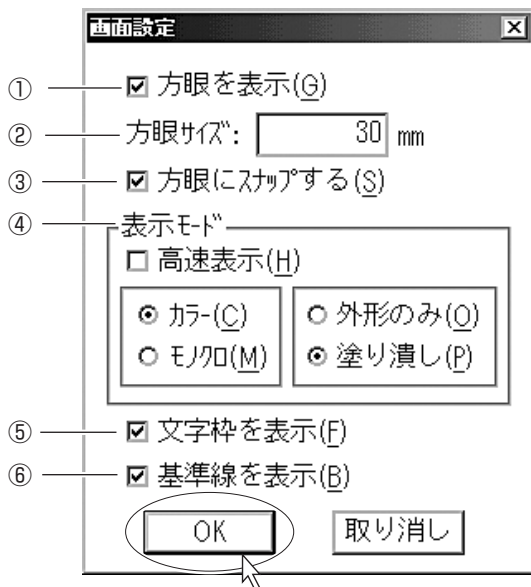 画面設定
① 方眼を表示(G)
② 方眼ｻｲｽﾞ: 30 mm
③ 方眼にｽﾅｯﾌﾟする(S)
④ 表示ﾓｰﾄﾞ
高速表示(H)
ｶﾗｰ(C) 外形のみ(O)
ﾓﾉｸﾛ(M) 塗り潰し(P)
⑤ 文字枠を表示(F)
⑥ 基準線を表示(B)
OK 取り消し